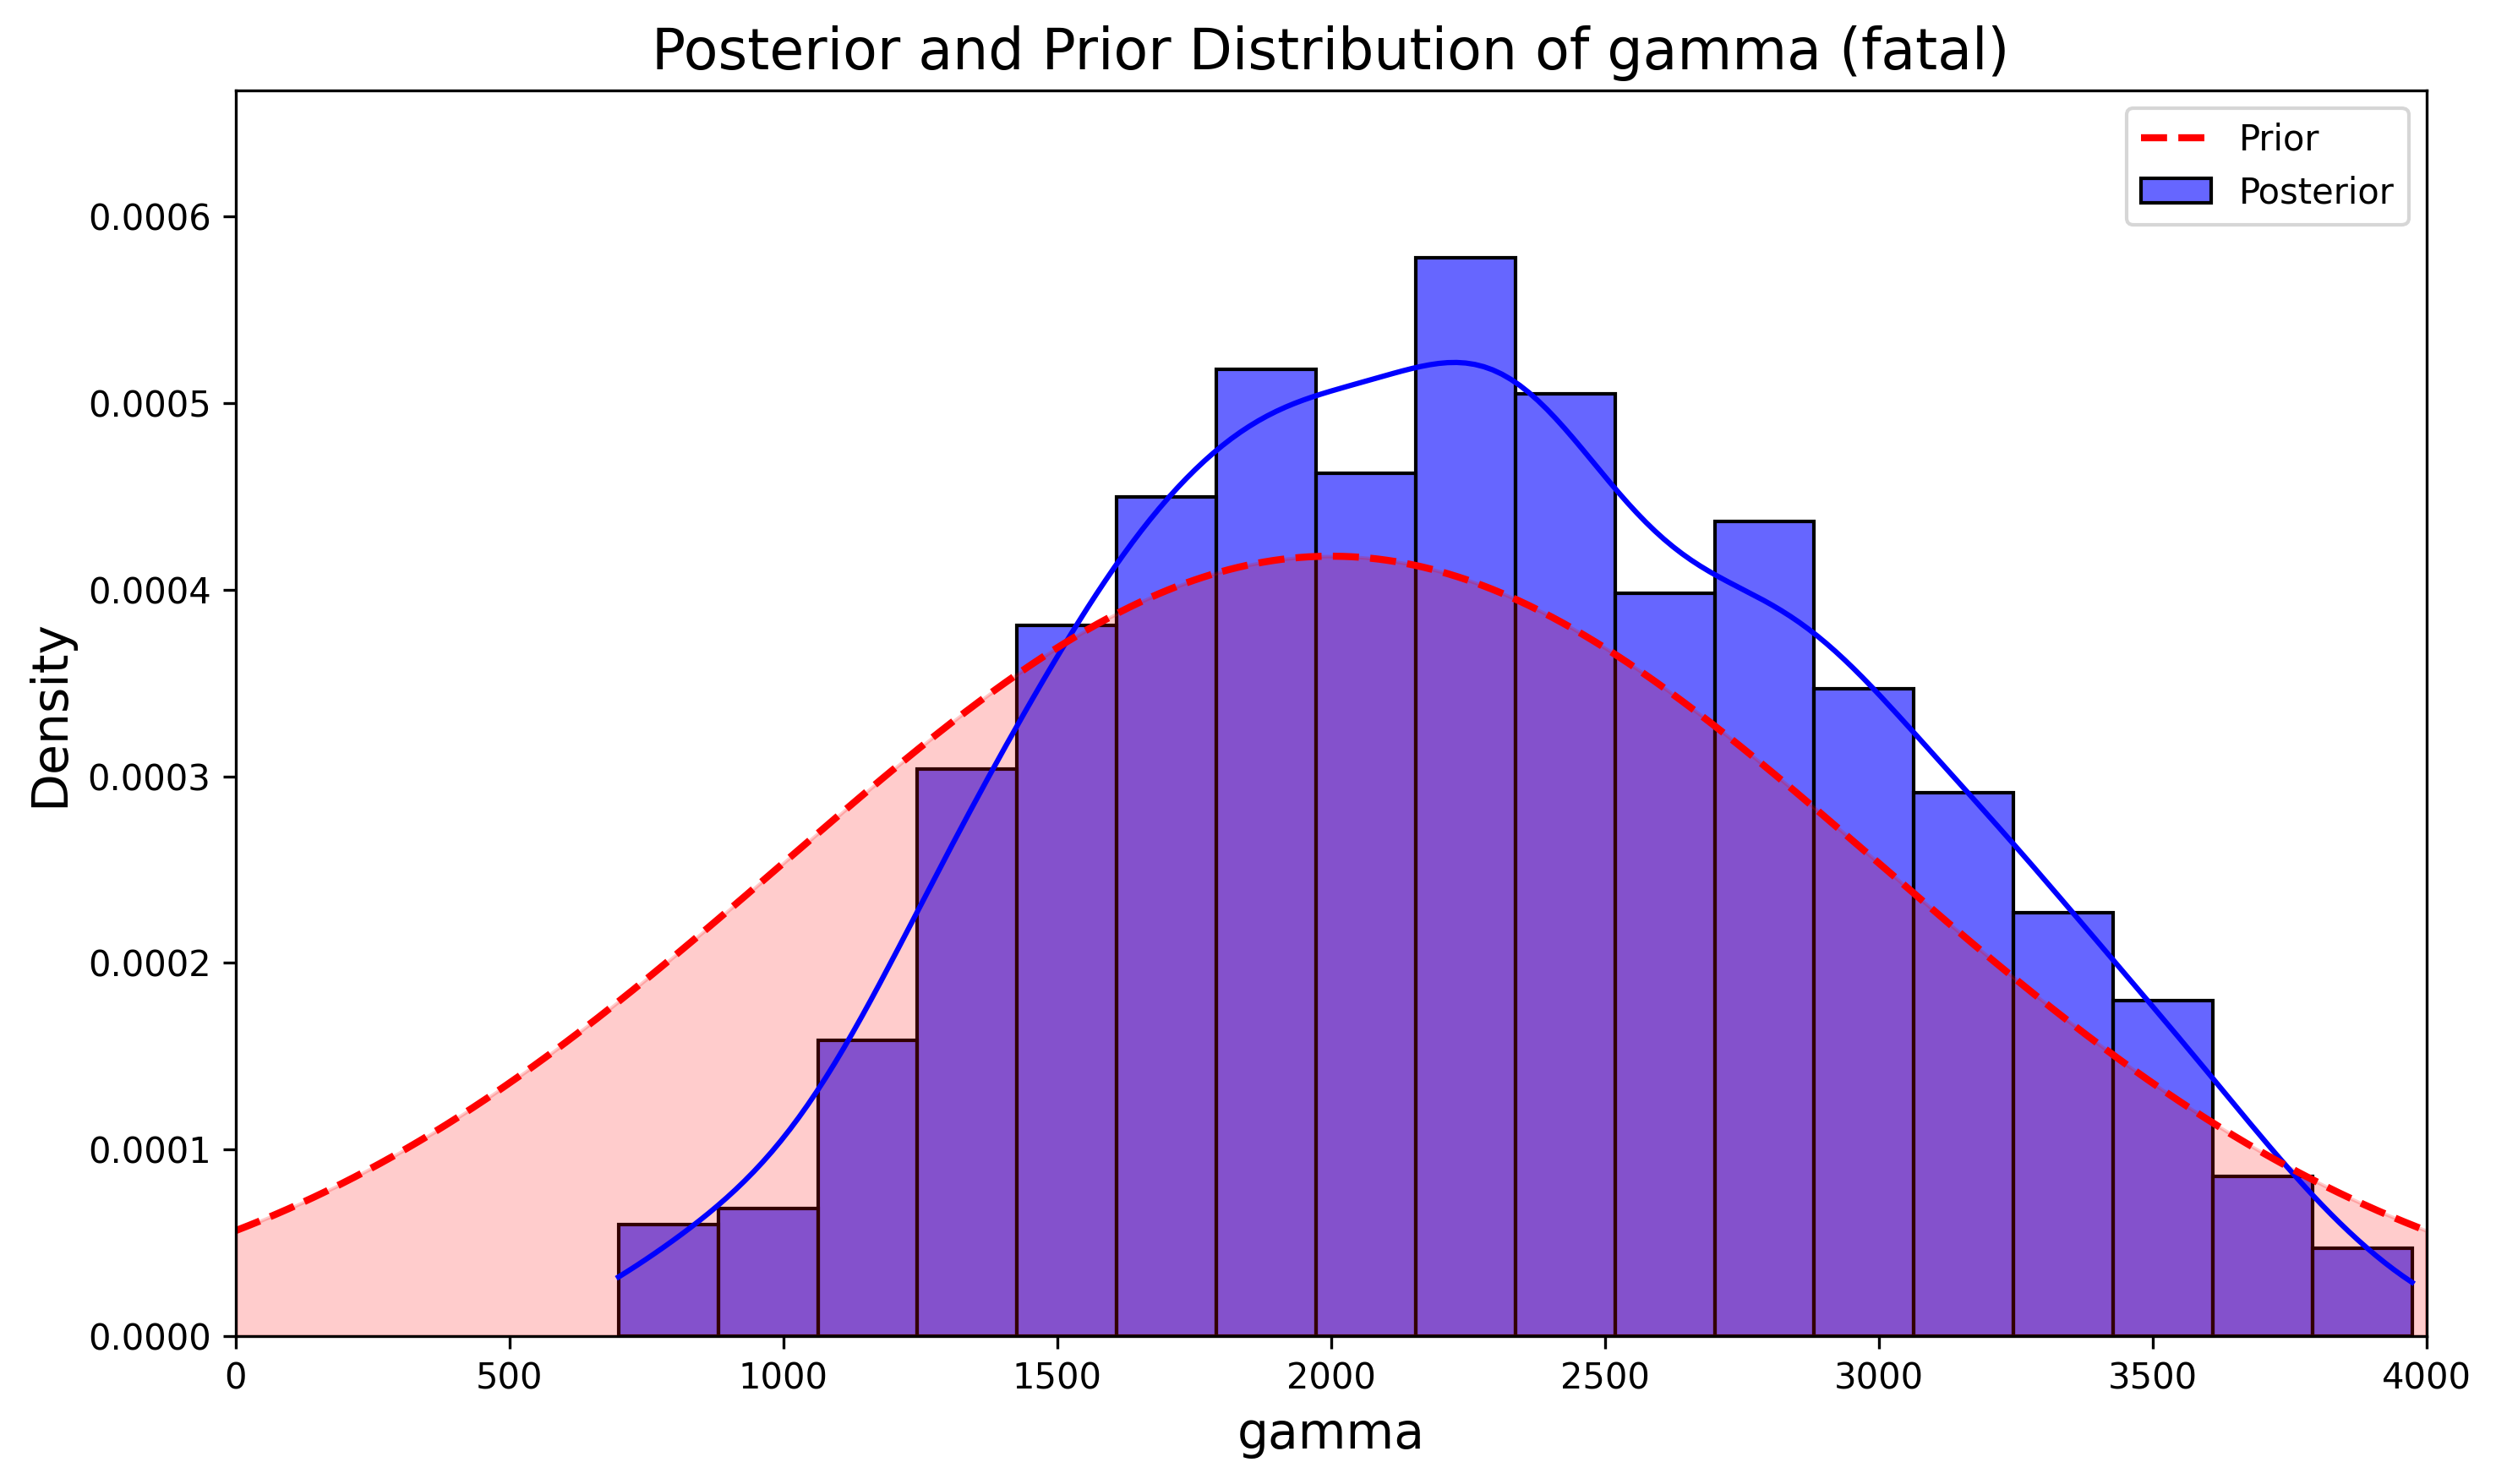 Posterior and Prior Distribution of gamma (fatal)
Prior
Posterior
Density
0.0006
0.0005
0.0004
0.0003
0.0002
0.0001
0.0000
0 500 1000 1500 2000 2500 3000 3500 4000
gamma